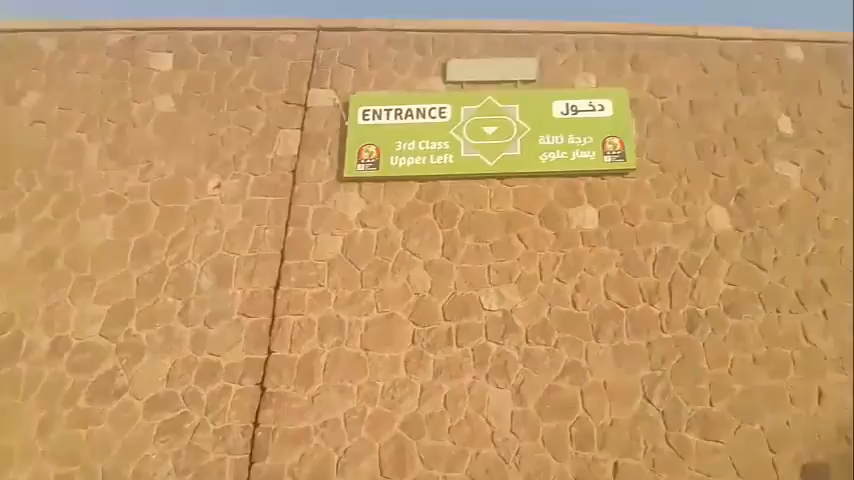 ENTRANCE
3rd Class
Upper Left
دخول
درجة ثالثة
يسار علوي